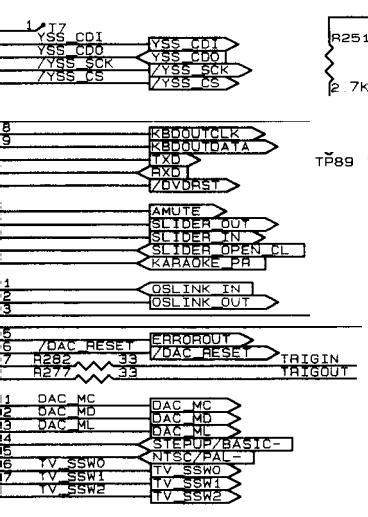 1 T7
YSS_CDI YSS_CDI R251
YSS_CDO YSS_CDO
/YSS_SCK /YSS_SCK
/YSS_CS /YSS_CS 2.7K
8 KBDOUTCLK
9 KBDOUTDATA
TXD TP89
RXD
/DVDRST
AMUTE
SLIDER_OUT
SLIDER_IN
SLIDER_OPEN_CL
KARAOKE_PR
1 OSLINK_IN
2 OSLINK_OUT
3
5 ERROROUT
6 /DAC_RESET /DAC_RESET
7 R282 33 TRIGIN
R277 33 TRIGOUT
1 DAC_MC DAC_MC
2 DAC_MD DAC_MD
3 DAC_ML DAC_ML
4 STEPUP/BASIC-
5 NTSC/PAL-
6 TV_SSW0 TV_SSW0
7 TV_SSW1 TV_SSW1
TV_SSW2 TV_SSW2